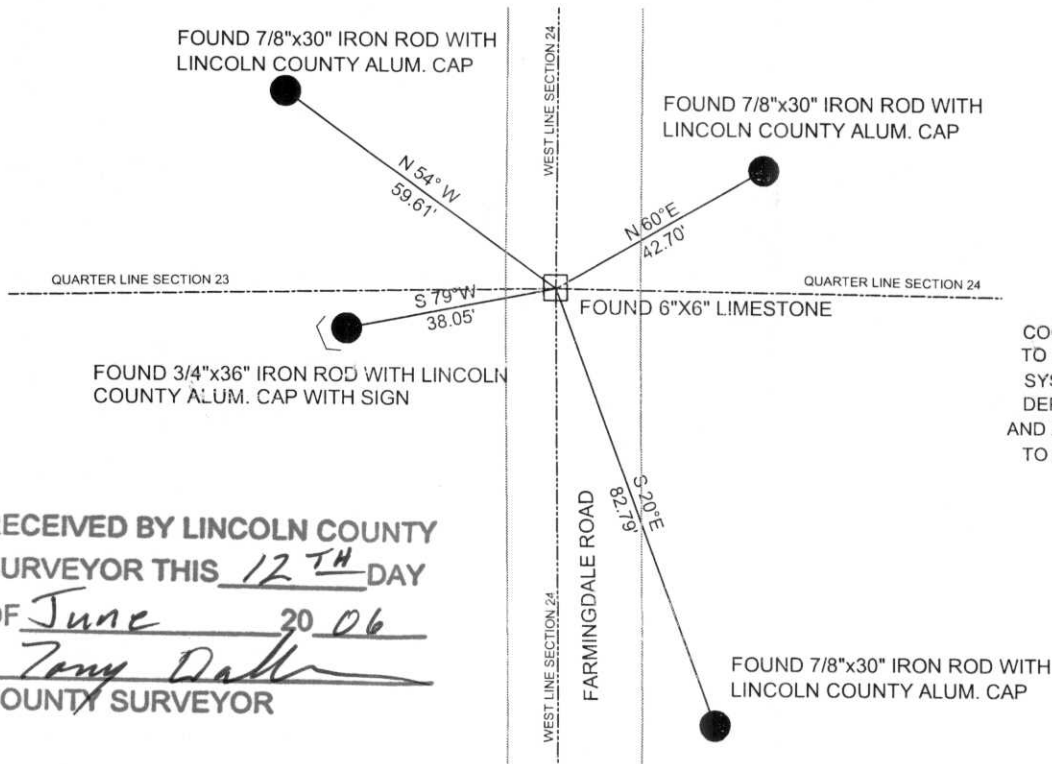 FOUND 7/8"x30" IRON ROD WITH
LINCOLN COUNTY ALUM. CAP
WEST LINE SECTION 24
FOUND 7/8"x30" IRON ROD WITH
LINCOLN COUNTY ALUM. CAP
N 54° W
59.61'
N 60°E
42.70'
QUARTER LINE SECTION 23
QUARTER LINE SECTION 24
S 79°W
38.05'
FOUND 6"X6" LIMESTONE
FOUND 3/4"x36" IRON ROD WITH LINCOLN
COUNTY ALUM. CAP WITH SIGN
CO
TO
SYS
DEF
AND
TO
S 20°E
82.79'
FARMINGDALE ROAD
WEST LINE SECTION 24
ECEIVED BY LINCOLN COUNTY
URVEYOR THIS 12TH DAY
OF June 20 06
Tony
OUNTY SURVEYOR
FOUND 7/8"x30" IRON ROD WITH
LINCOLN COUNTY ALUM. CAP